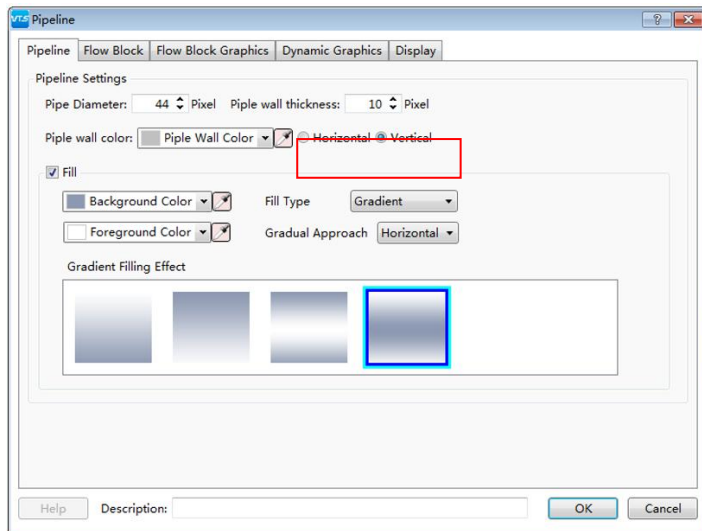 VTS Pipeline
Pipeline Flow Block Flow Block Graphics Dynamic Graphics Display
Pipeline Settings
Pipe Diameter: 44 Pixel Piple wall thickness: 10 Pixel
Piple wall color: Piple Wall Color Horizontal Vertical
Fill
Background Color Fill Type Gradient
Foreground Color Gradual Approach Horizontal
Gradient Filling Effect
Help Description: OK Cancel